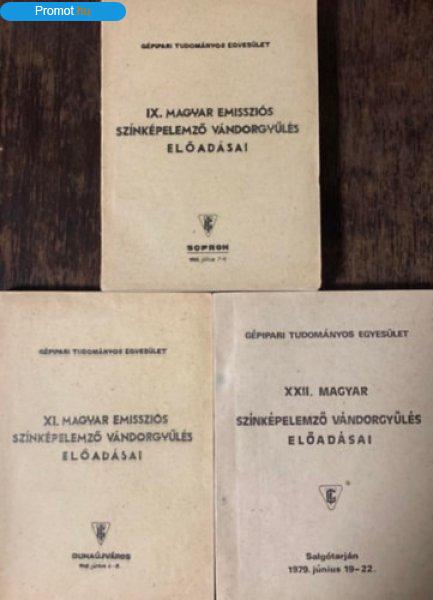 Promot.hu
GÉPIPARI TUDOMÁNYOS EGYESÜLET
IX. MAGYAR EMISSZIÓS
SZÍNKÉPELEMZŐ VÁNDORGYŰLÉS
ELŐADÁSAI
SOPRON
július
GÉPIPARI TUDOMÁNYOS EGYESÜLET
XI. MAGYAR EMISSZIÓS
SZÍNKÉPELEMZŐ VÁNDORGYŰLÉS
ELŐADÁSAI
DUNAÚJVÁROS
GÉPIPARI TUDOMÁNYOS EGYESÜLET
XXII. MAGYAR
SZÍNKÉPELEMZŐ VÁNDORGYŰLÉS
ELŐADÁSAI
Salgótarján
1979. június 19-22.